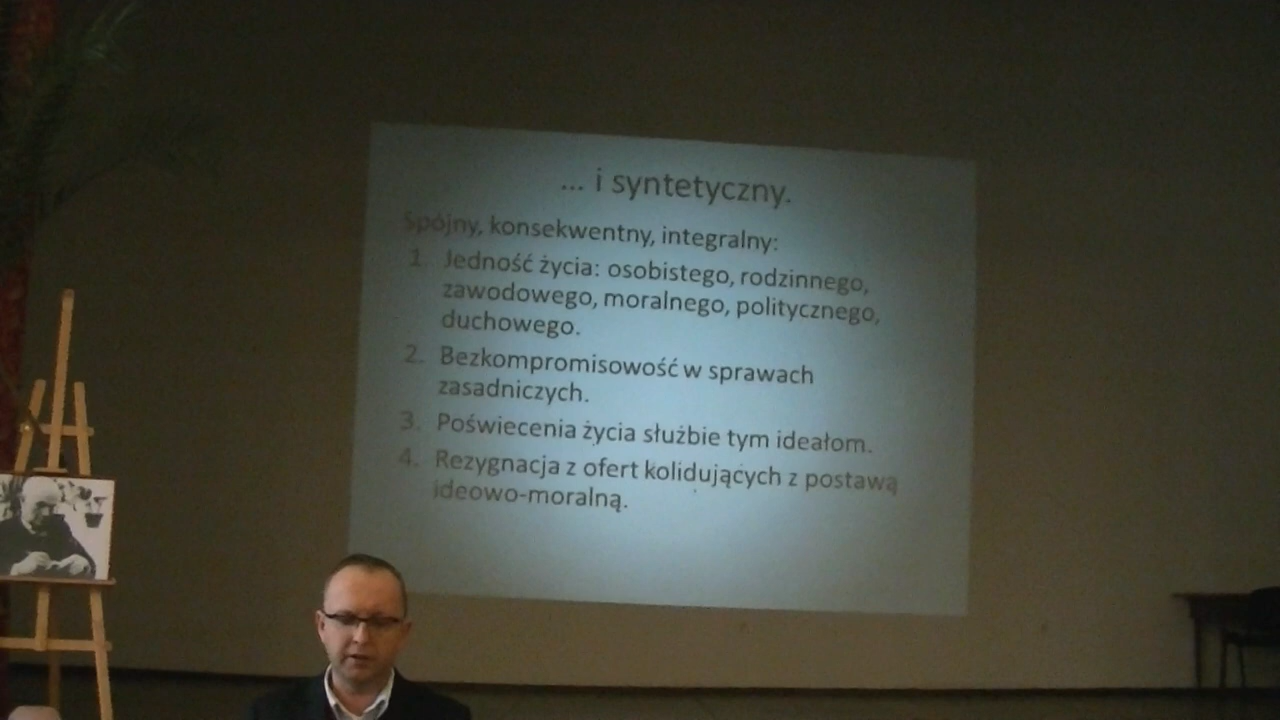 ... i syntetyczny.
Spójny, konsekwentny, integralny:
1. Jedność życia: osobistego, rodzinnego,
zawodowego, moralnego, politycznego,
duchowego.
2. Bezkompromisowość w sprawach
zasadniczych.
3. Poświecenia życia służbie tym ideałom.
4. Rezygnacja z ofert kolidujących z postawą
ideowo-moralną.